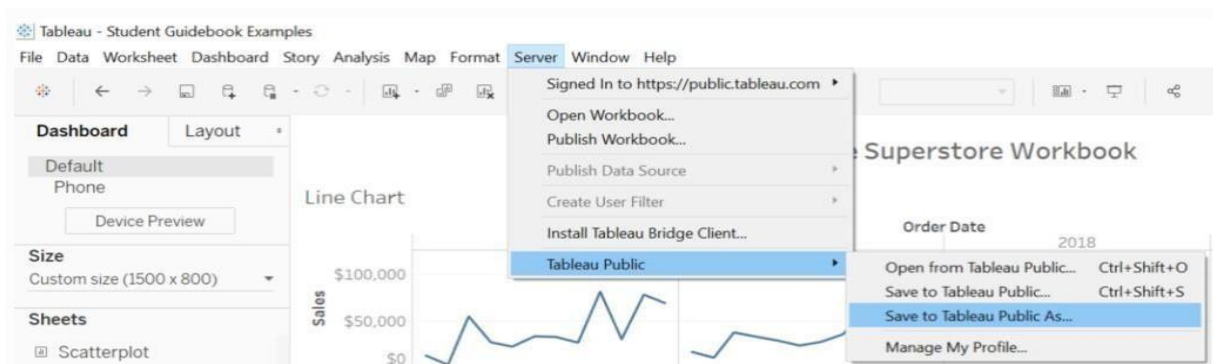 Tableau - Student Guidebook Examples
File Data Worksheet Dashboard Story Analysis Map Format Server Window Help
Signed In to https://public.tableau.com
Open Workbook...
Publish Workbook...
Publish Data Source
Create User Filter
Install Tableau Bridge Client...
Tableau Public
Open from Tableau Public... Ctrl+Shift+O
Save to Tableau Public... Ctrl+Shift+S
Save to Tableau Public As...
Manage My Profile...
Dashboard Layout
Default
Phone
Device Preview
Size
Custom size (1500 x 800)
Sheets
Scatterplot
Superstore Workbook
Line Chart
Order Date
2018
Sales
$100,000
$50,000
$0